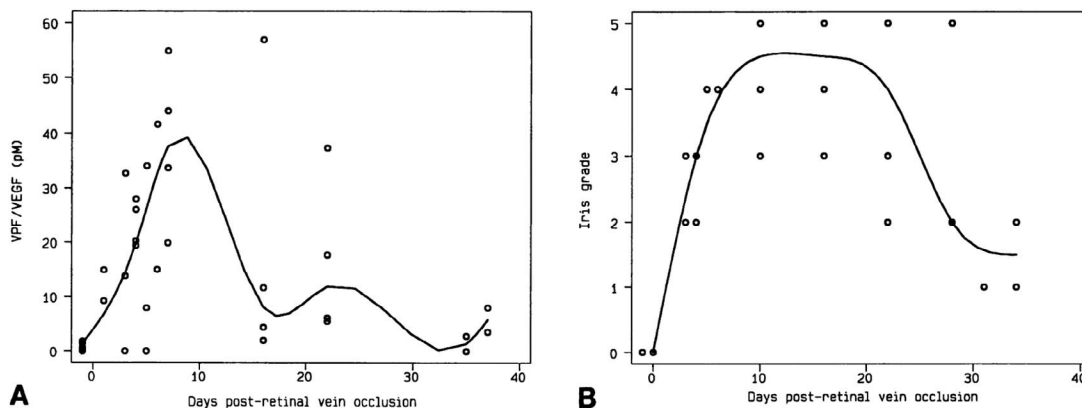 60
50
40
30
20
10
0
VPF/VEGF (pM)
0 10 20 30 40
Days post-retinal vein occlusion
A
5
4
3
2
1
0
Iris grade
0 10 20 30 40
Days post-retinal vein occlusion
B